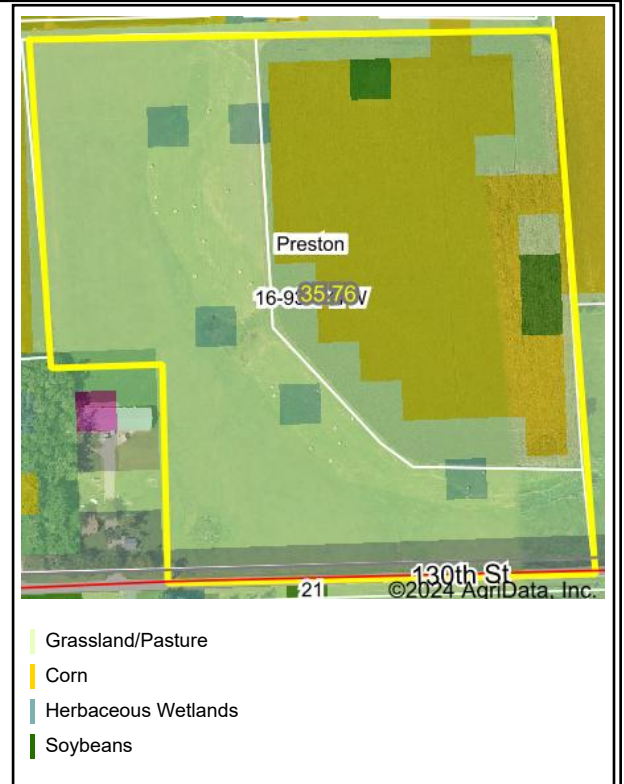 Preston
35.76
130th St
21
©2024 AgriData, Inc.
Grassland/Pasture
Corn
Herbaceous Wetlands
Soybeans